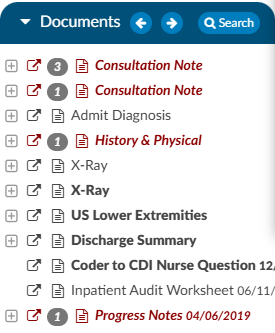 Documents Search
3 Consultation Note
1 Consultation Note
Admit Diagnosis
1 History & Physical
X-Ray
X-Ray
US Lower Extremities
Discharge Summary
Coder to CDI Nurse Question 12/
Inpatient Audit Worksheet 06/11/
1 Progress Notes 04/06/2019